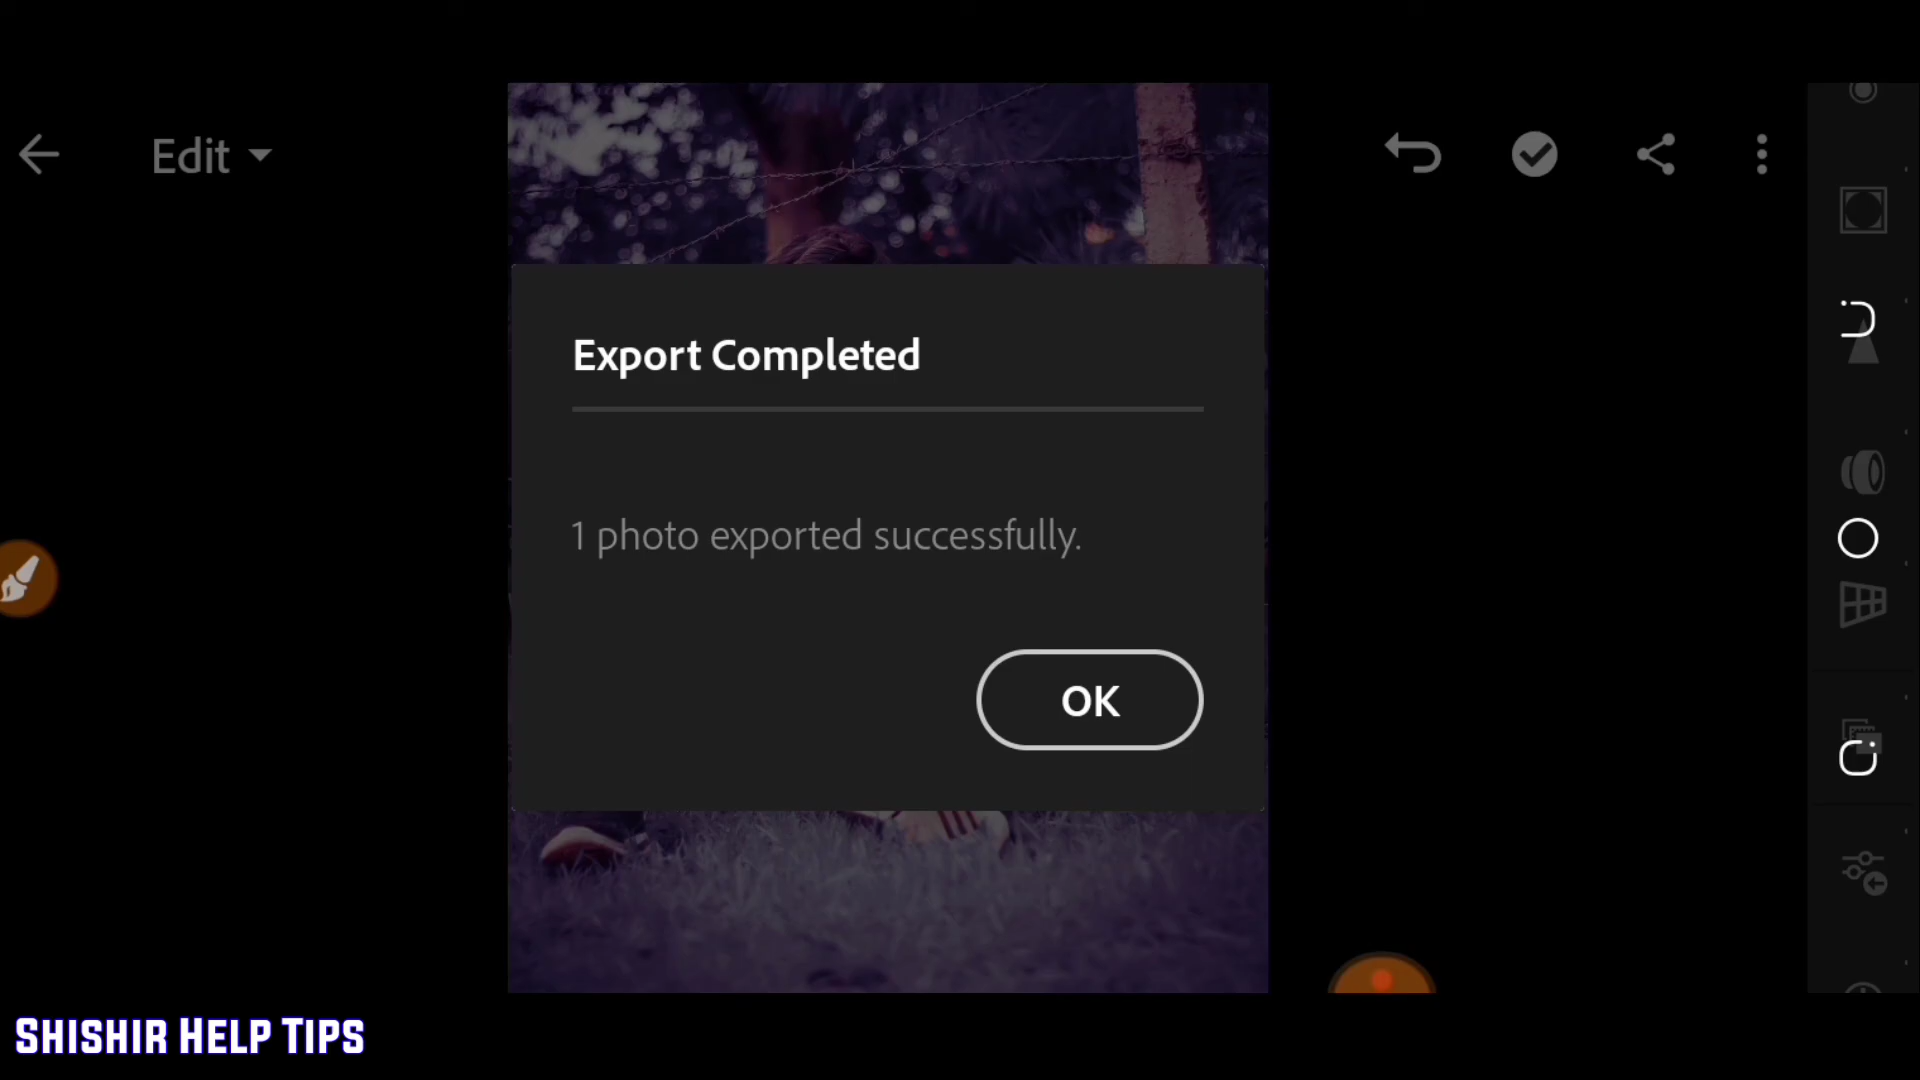 Edit
Export Completed
1 photo exported successfully.
OK
SHISHIR HELP TIPS